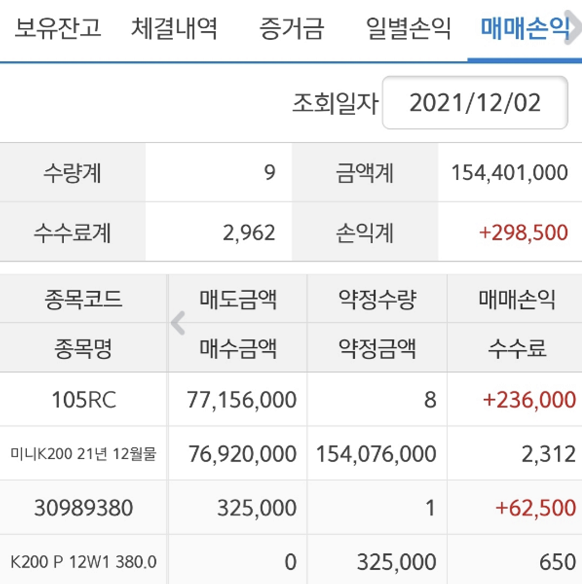 보유잔고 체결내역 증거금 일별손익 매매손익
조회일자 2021/12/02
수량계 9 금액계 154,401,000
수수료계 2,962 손익계 +298,500
종목코드 매도금액 약정수량 매매손익
종목명 매수금액 약정금액 수수료
105RC 77,156,000 8 +236,000
미니K200 21년 12월물 76,920,000 154,076,000 2,312
30989380 325,000 1 +62,500
K200 P 12W1 380.0 0 325,000 650